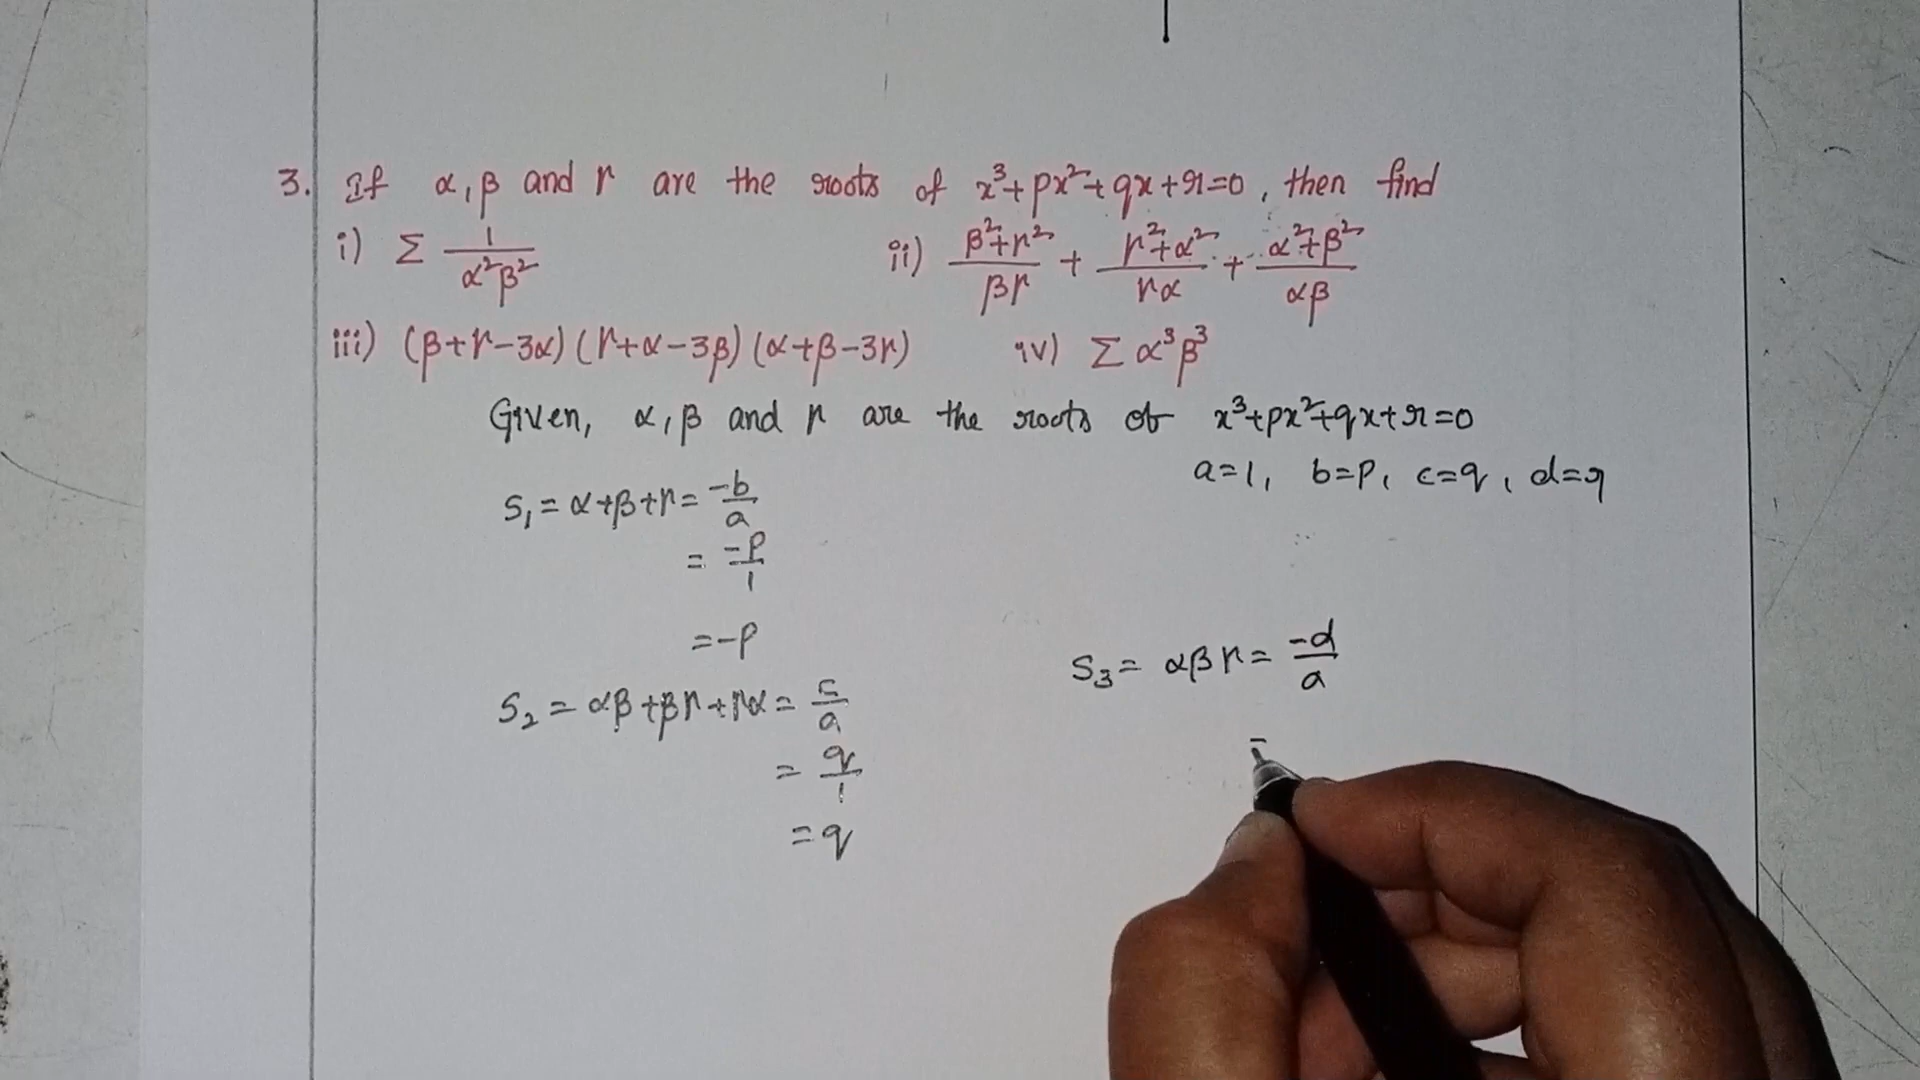 3. If α, β and γ are the roots of x³+px²+qx+r=0, then find
i) Σ 1/α²β² ii) β²+γ²/βγ + γ²+α²/γα + α²+β²/αβ
iii) (β+γ-3α)(γ+α-3β)(α+β-3γ) iv) Σα³β³
Given, α, β and γ are the roots of x³+px²+qx+r=0
a=1, b=p, c=q, d=r
S₁ = α+β+γ = -b/a
= -p/1
=-p
S₂ = αβ+βγ+γα = c/a
= q/1
=q
S₃ = αβγ = -d/a